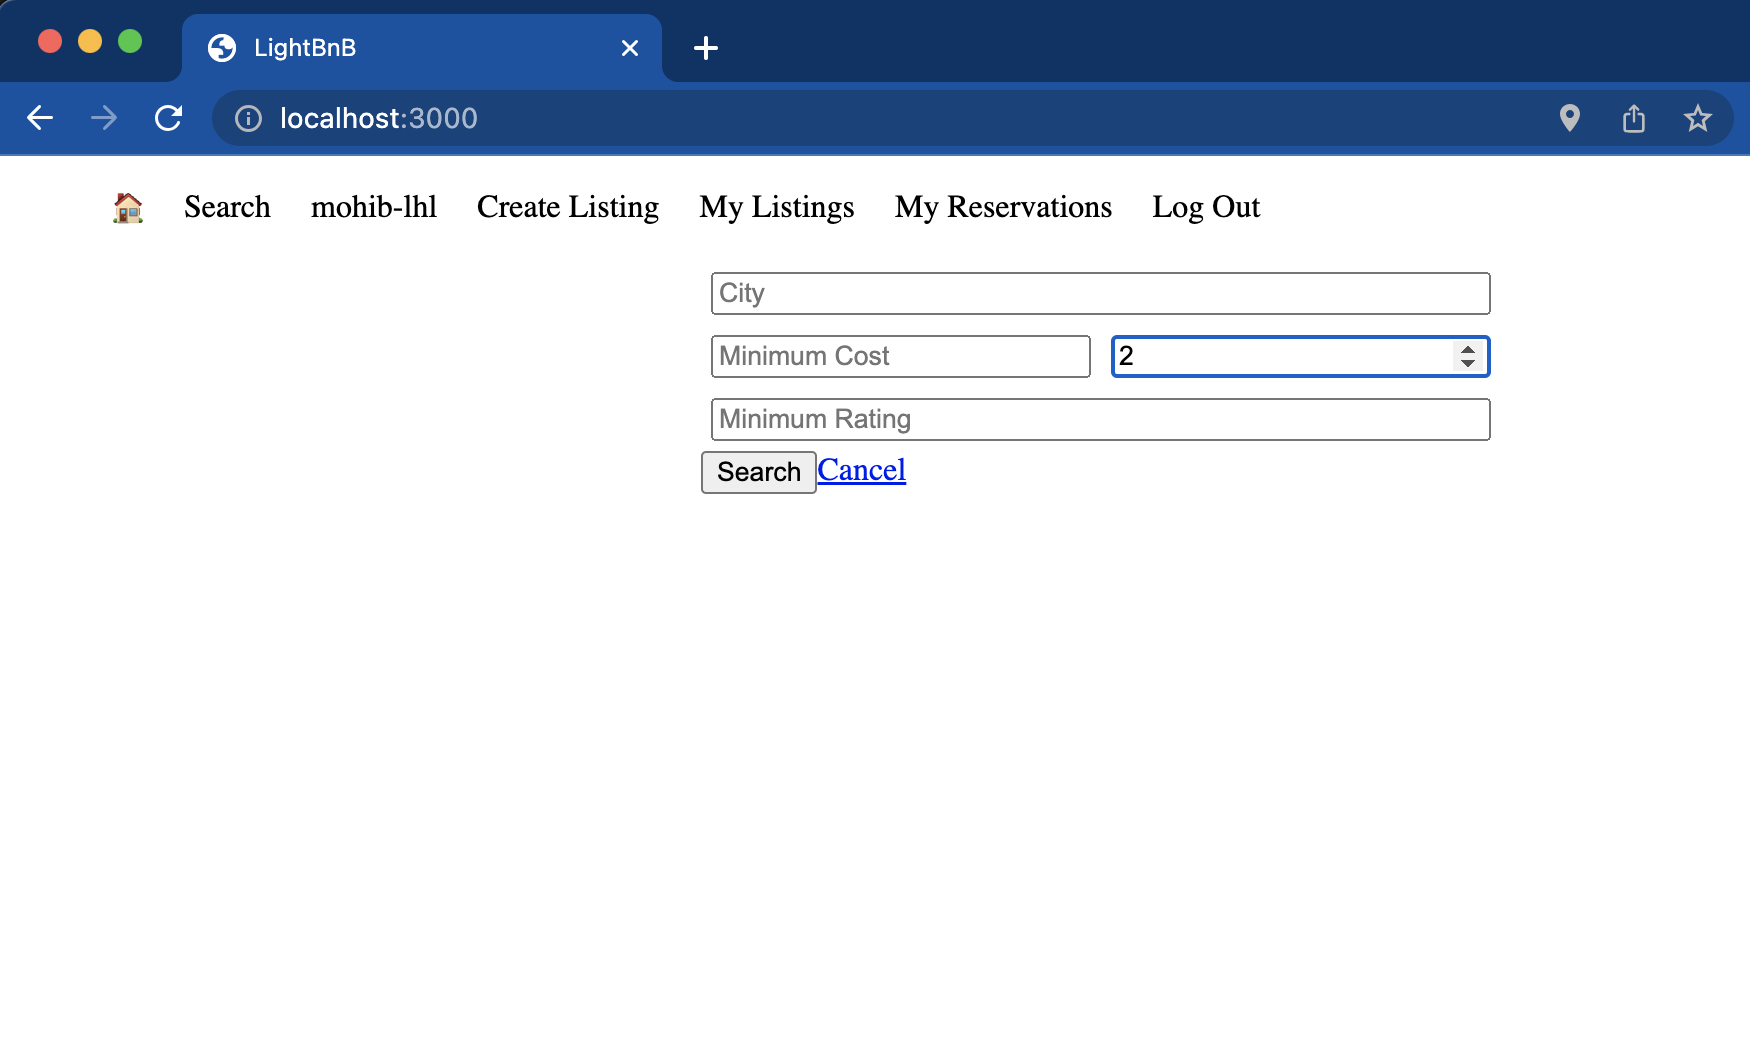 LightBnB
localhost:3000
Search mohib-lhl Create Listing My Listings My Reservations Log Out
City
Minimum Cost 2
Minimum Rating
Search Cancel